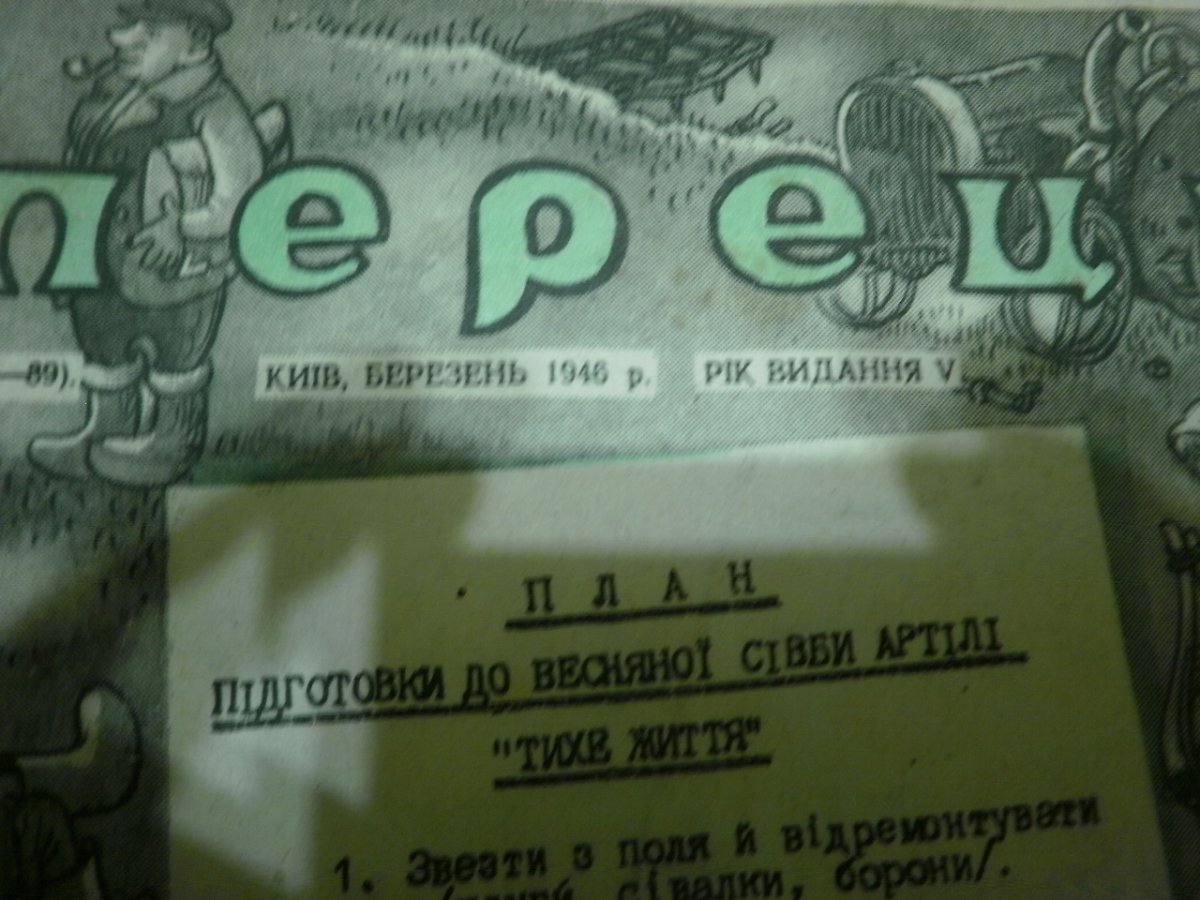 перец
—89).
КИЇВ, БЕРЕЗЕНЬ 1946 р.
РІК ВИДАННЯ V
ПЛАН
ПІДГОТОВКИ ДО ВЕСНЯНОЇ СІВБИ АРТІЛІ
"ТИХЕ ЖИТТЯ"
1. Звезти з поля й відремонтувати
сівалки, борони/.